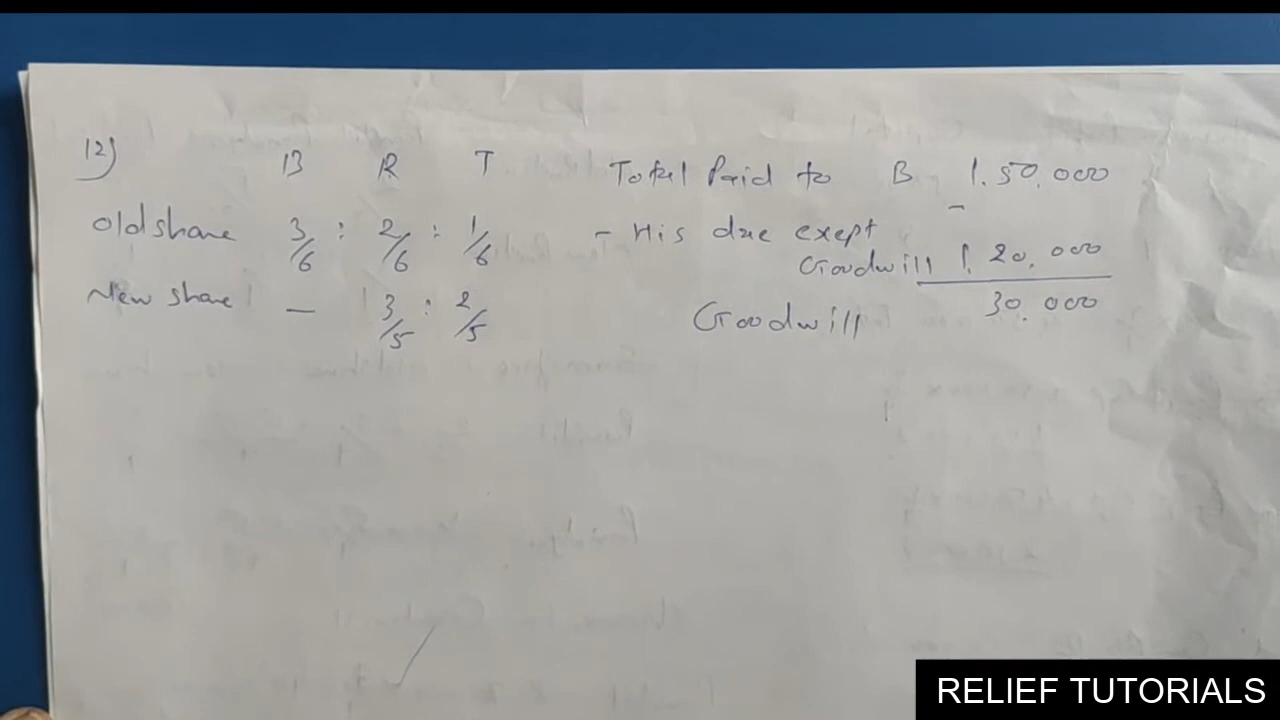 12)
B R T
Old share 3/6 : 2/6 : 1/6
New share - 3/5 : 2/5
Total Paid to B 1,50,000
- His due exept
Goodwill 1,20,000
Goodwill 30,000
RELIEF TUTORIALS